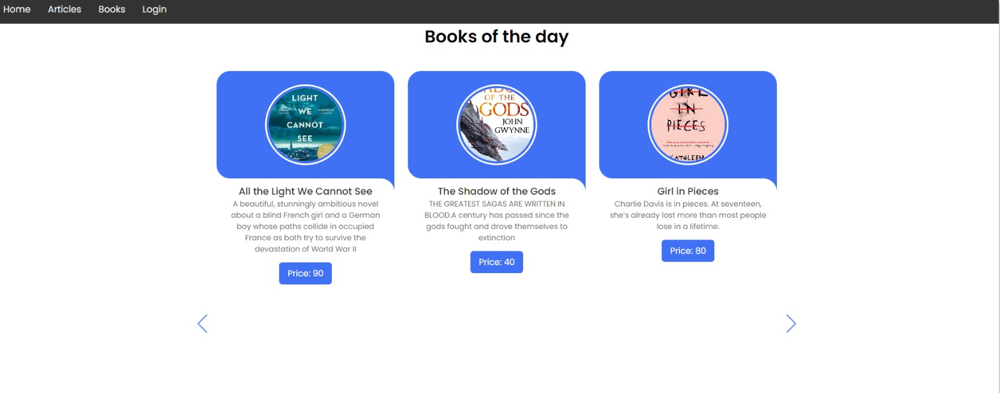 Home Articles Books Login
Books of the day
LIGHT
WE
CANNOT
SEE
OF THE
GODS
JOHN
GWYNNE
GIRL
IN
PIECES
KATHLEEN
All the Light We Cannot See
A beautiful, stunningly ambitious novel
about a blind French girl and a German
boy whose paths collide in occupied
France as both try to survive the
devastation of World War II
Price: 90
The Shadow of the Gods
THE GREATEST SAGAS ARE WRITTEN IN
BLOOD.A century has passed since the
gods fought and drove themselves to
extinction
Price: 40
Girl in Pieces
Charlie Davis is in pieces. At seventeen,
she’s already lost more than most people
lose in a lifetime.
Price: 80